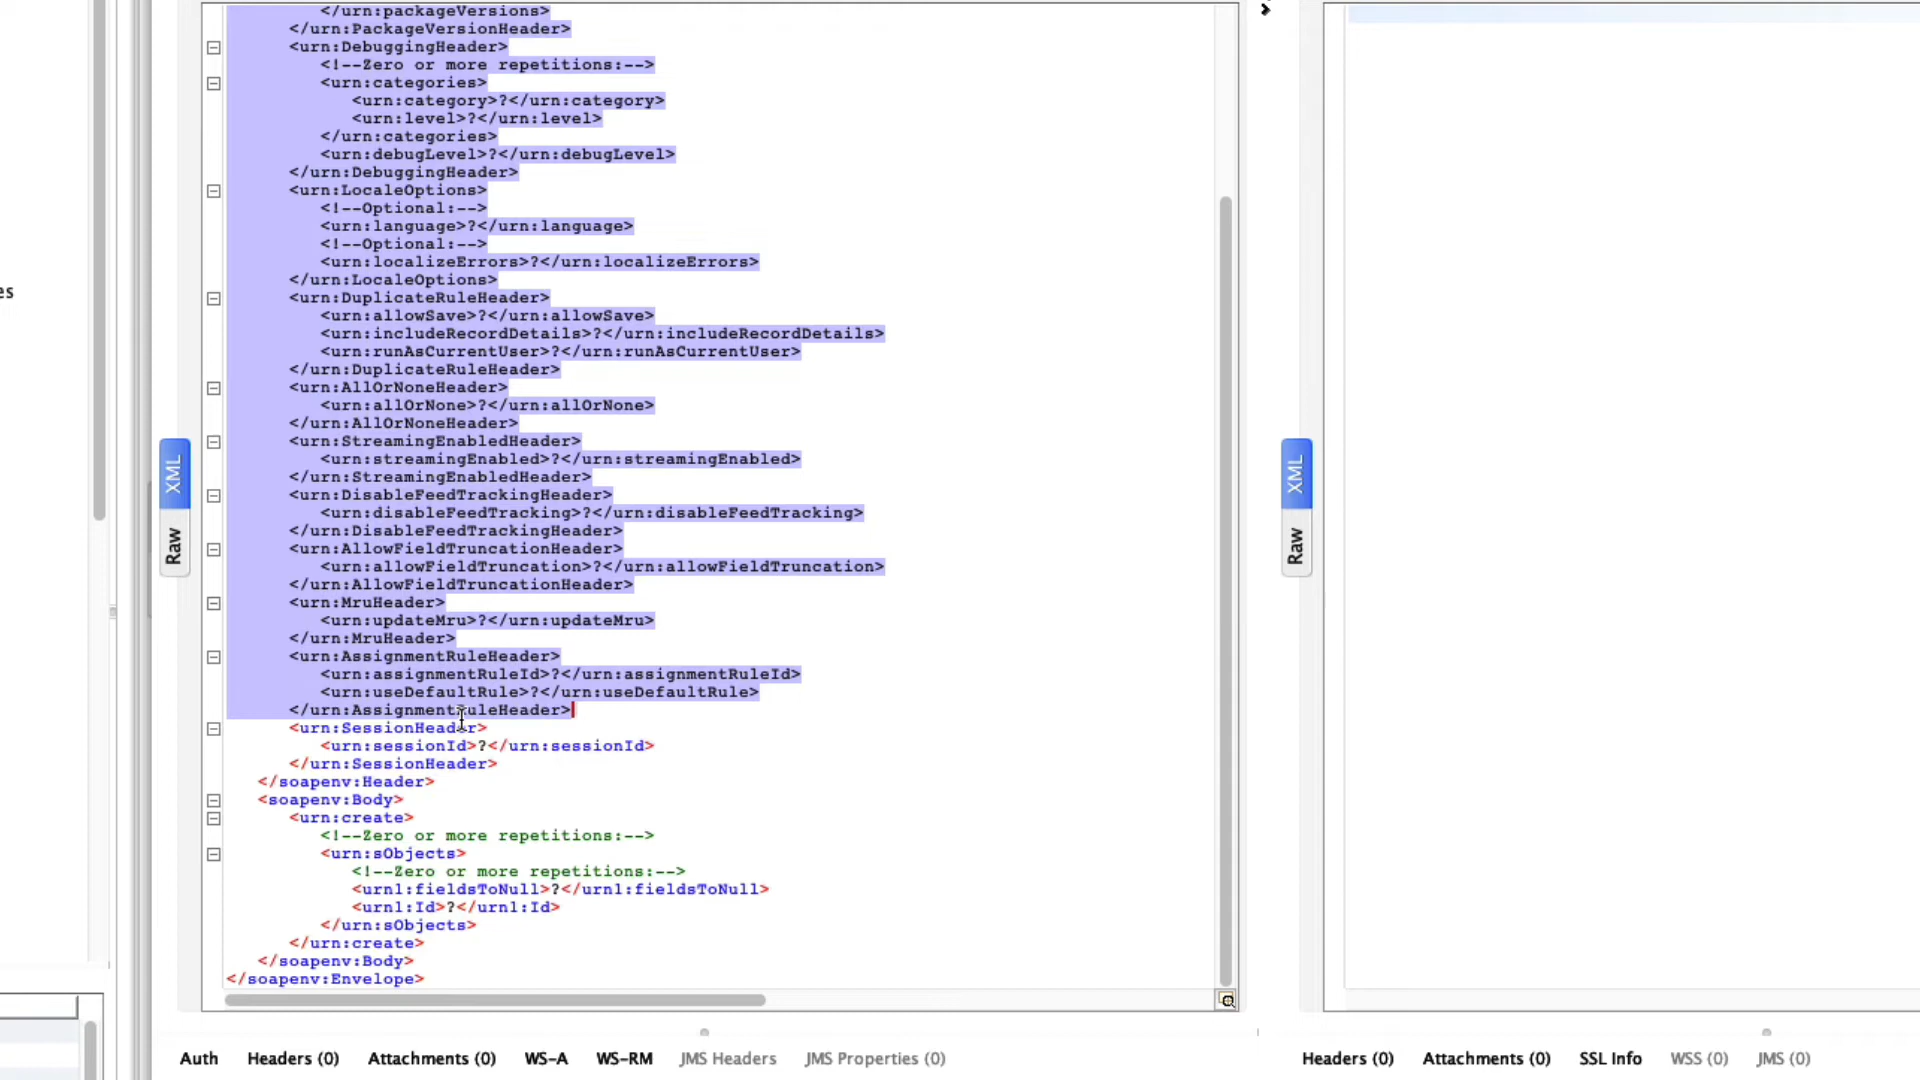 </urn:packageVersions>
</urn:PackageVersionHeader>
<urn:DebuggingHeader>
<!--Zero or more repetitions:-->
<urn:categories>
<urn:category>?</urn:category>
<urn:level>?</urn:level>
</urn:categories>
<urn:debugLevel>?</urn:debugLevel>
</urn:DebuggingHeader>
<urn:LocaleOptions>
<!--Optional:-->
<urn:language>?</urn:language>
<!--Optional:-->
<urn:localizeErrors>?</urn:localizeErrors>
</urn:LocaleOptions>
<urn:DuplicateRuleHeader>
<urn:allowSave>?</urn:allowSave>
<urn:includeRecordDetails>?</urn:includeRecordDetails>
<urn:runAsCurrentUser>?</urn:runAsCurrentUser>
</urn:DuplicateRuleHeader>
<urn:AllOrNoneHeader>
<urn:allOrNone>?</urn:allOrNone>
</urn:AllOrNoneHeader>
<urn:StreamingEnabledHeader>
<urn:streamingEnabled>?</urn:streamingEnabled>
</urn:StreamingEnabledHeader>
<urn:DisableFeedTrackingHeader>
<urn:disableFeedTracking>?</urn:disableFeedTracking>
</urn:DisableFeedTrackingHeader>
<urn:AllowFieldTruncationHeader>
<urn:allowFieldTruncation>?</urn:allowFieldTruncation>
</urn:AllowFieldTruncationHeader>
<urn:MruHeader>
<urn:updateMru>?</urn:updateMru>
</urn:MruHeader>
<urn:AssignmentRuleHeader>
<urn:assignmentRuleId>?</urn:assignmentRuleId>
<urn:useDefaultRule>?</urn:useDefaultRule>
</urn:AssignmentRuleHeader>
<urn:SessionHeader>
<urn:sessionId>?</urn:sessionId>
</urn:SessionHeader>
</soapenv:Header>
<soapenv:Body>
<urn:create>
<!--Zero or more repetitions:-->
<urn:sObjects>
<!--Zero or more repetitions:-->
<urn1:fieldsToNull>?</urn1:fieldsToNull>
<urn1:Id>?</urn1:Id>
</urn:sObjects>
</urn:create>
</soapenv:Body>
</soapenv:Envelope>
es
XML
Raw
XML
Raw
Auth Headers (0) Attachments (0) WS-A WS-RM JMS Headers JMS Properties (0)
Headers (0) Attachments (0) SSL Info WSS (0) JMS (0)